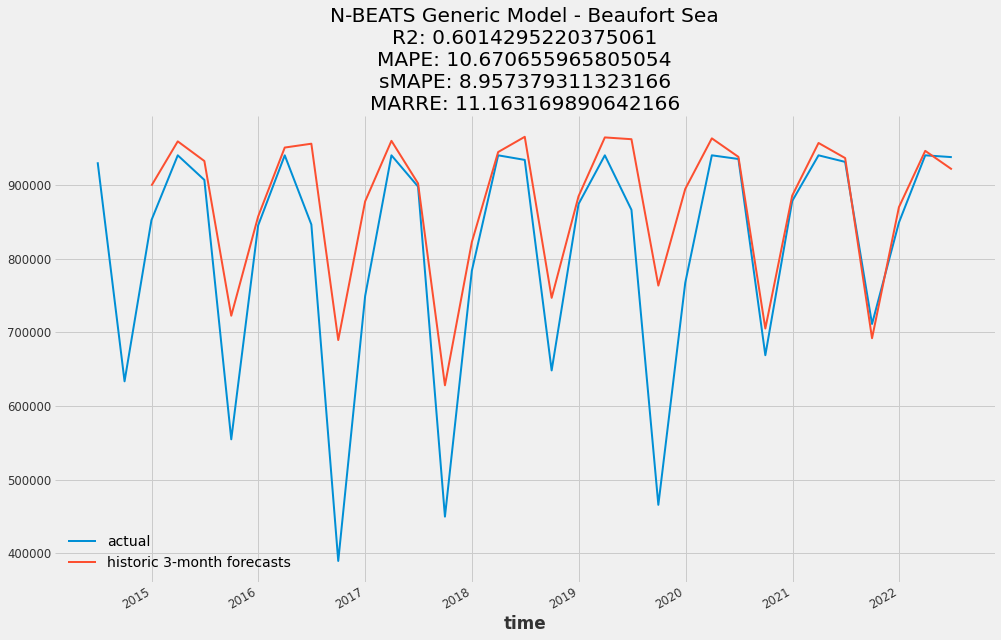 N-BEATS Generic Model - Beaufort Sea
R2: 0.6014295220375061
MAPE: 10.670655965805054
sMAPE: 8.957379311323166
MARRE: 11.163169890642166
900000
800000
700000
600000
500000
400000
actual
historic 3-month forecasts
2015
2016
2017
2018
2019
2020
2021
2022
time